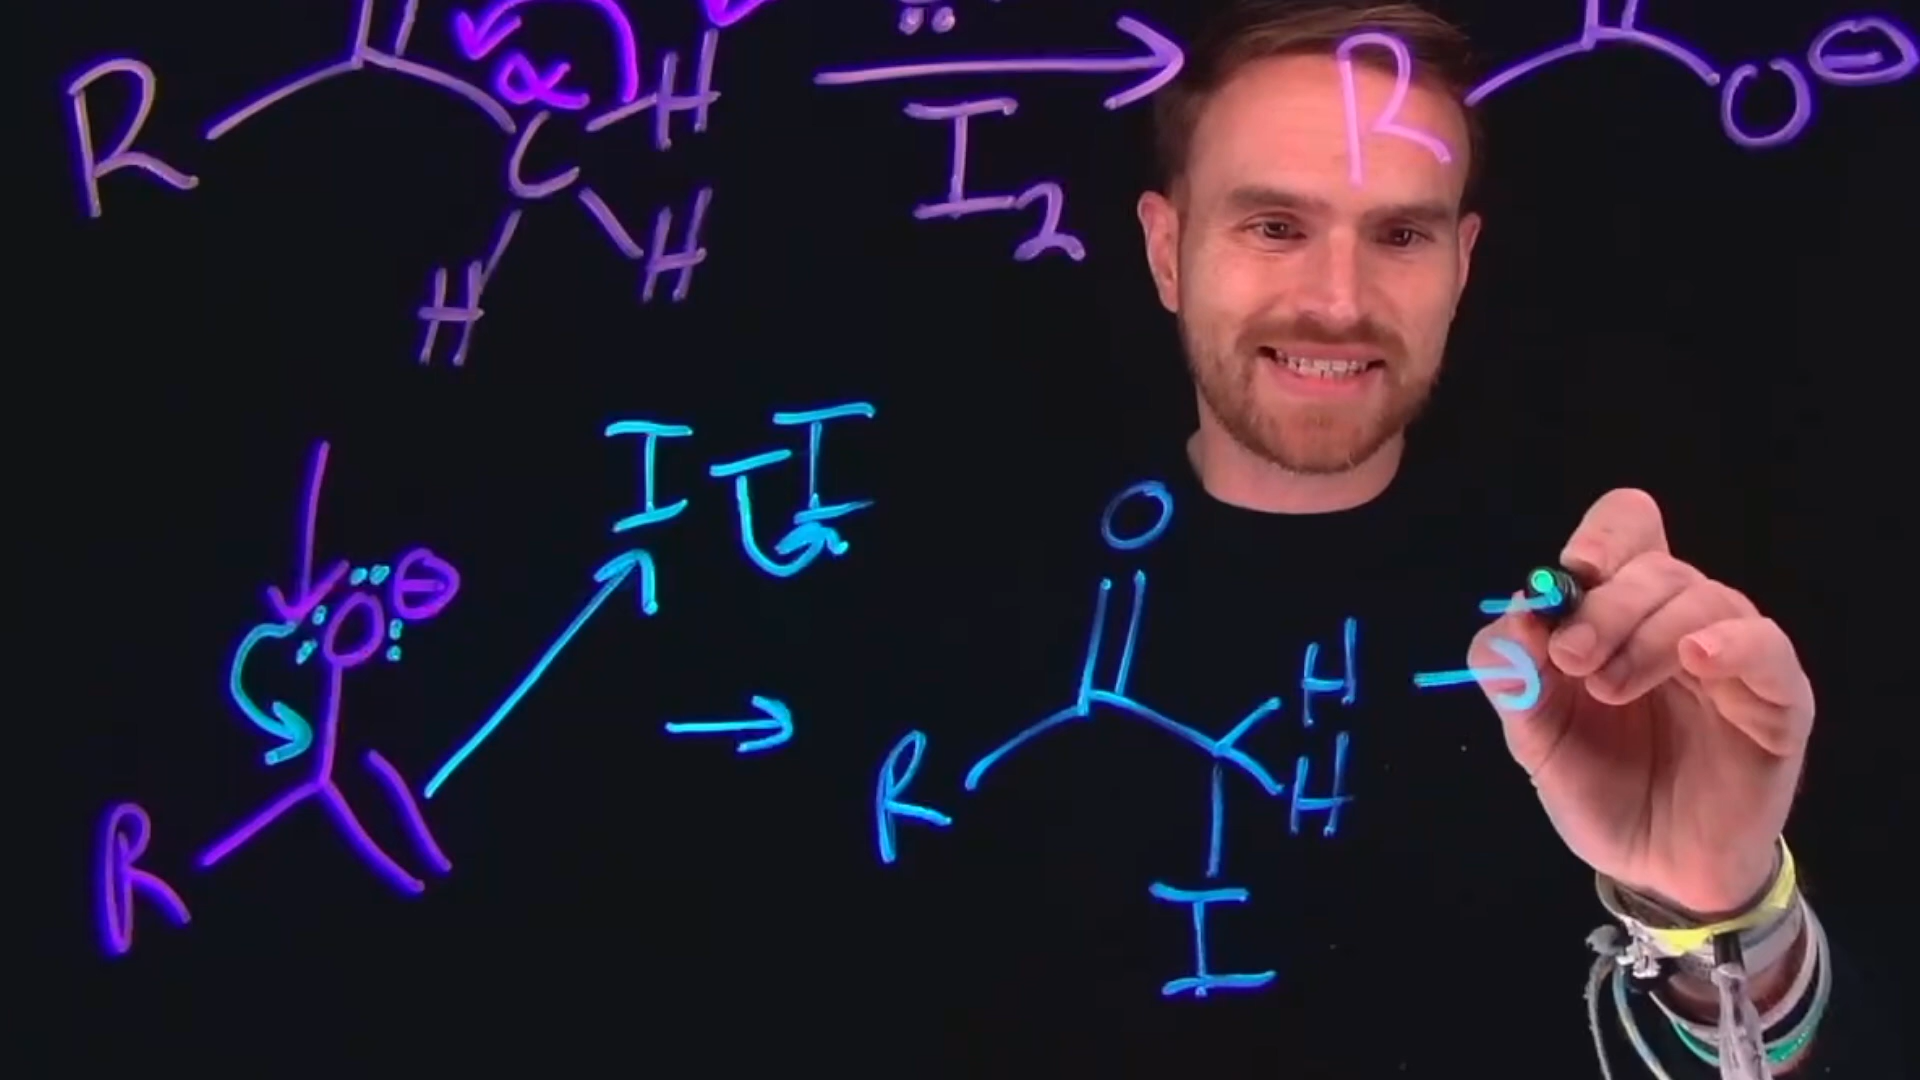 R α C H H H
I2
R O⊖
I I
R O⊖
→
O
R H H I
→